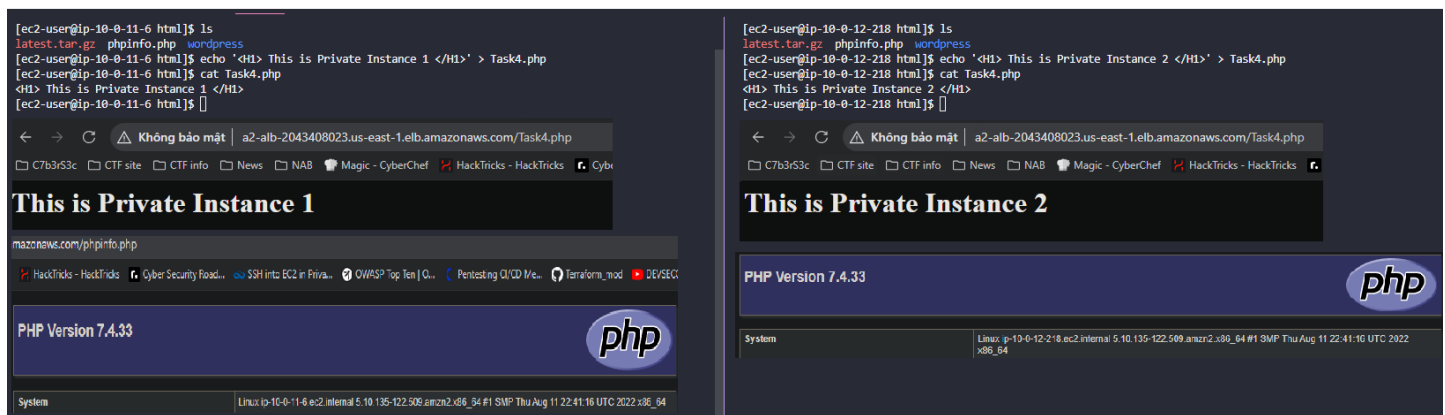 [ec2-user@ip-10-0-11-6 html]$ ls
latest.tar.gz phpinfo.php wordpress
[ec2-user@ip-10-0-11-6 html]$ echo '<H1> This is Private Instance 1 </H1>' > Task4.php
[ec2-user@ip-10-0-11-6 html]$ cat Task4.php
<H1> This is Private Instance 1 </H1>
[ec2-user@ip-10-0-11-6 html]$
Không bảo mật a2-alb-2043408023.us-east-1.elb.amazonaws.com/Task4.php
C7b3rS3c CTF site CTF info News NAB Magic - CyberChef HackTricks - HackTricks Cybe
This is Private Instance 1
mazonaws.com/phpinfo.php
HackTricks - HackTricks Cyber Security Road... SSH into EC2 in Priva... OWASP Top Ten | O... Pentesting CI/CD Me... Terraform_mod DEVSEC
PHP Version 7.4.33
php
System Linux ip-10-0-11-6.ec2.internal 5.10.135-122.509.amzn2.x86_64 #1 SMP Thu Aug 11 22:41:16 UTC 2022 x86_64
[ec2-user@ip-10-0-12-218 html]$ ls
latest.tar.gz phpinfo.php wordpress
[ec2-user@ip-10-0-12-218 html]$ echo '<H1> This is Private Instance 2 </H1>' > Task4.php
[ec2-user@ip-10-0-12-218 html]$ cat Task4.php
<H1> This is Private Instance 2 </H1>
[ec2-user@ip-10-0-12-218 html]$
Không bảo mật a2-alb-2043408023.us-east-1.elb.amazonaws.com/Task4.php
C7b3rS3c CTF site CTF info News NAB Magic - CyberChef HackTricks - HackTricks
This is Private Instance 2
PHP Version 7.4.33
php
System Linux ip-10-0-12-218.ec2.internal 5.10.135-122.509.amzn2.x86_64 #1 SMP Thu Aug 11 22:41:16 UTC 2022
x86_64